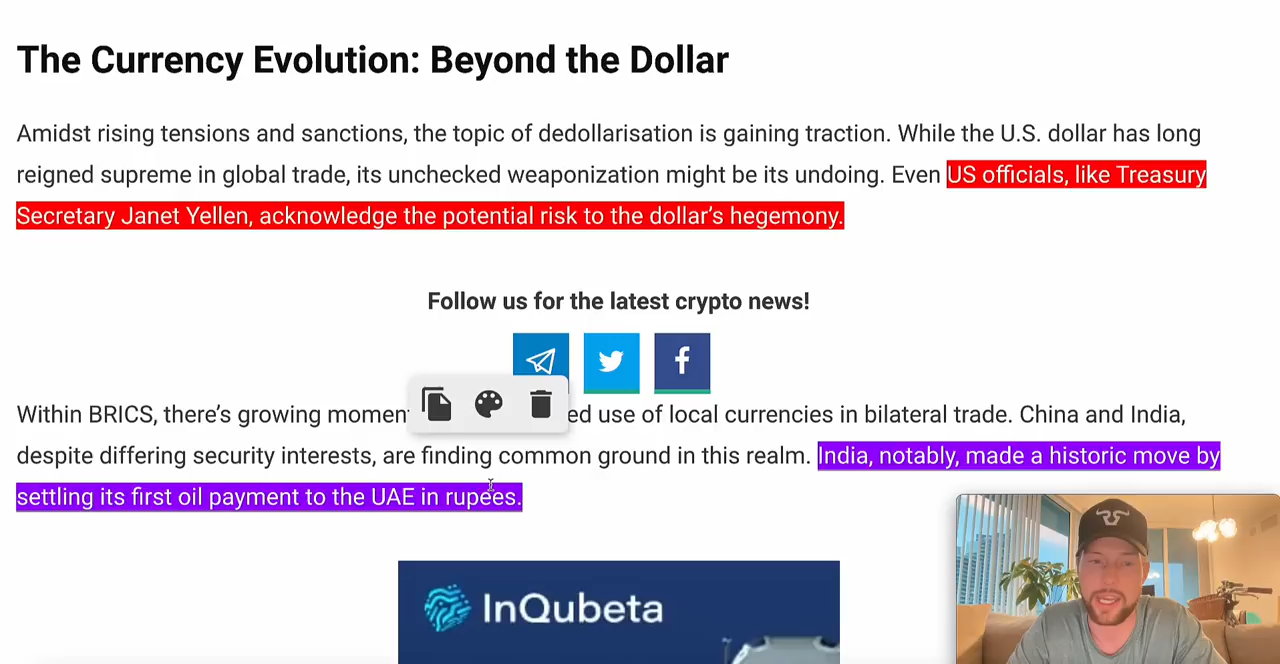 The Currency Evolution: Beyond the Dollar
Amidst rising tensions and sanctions, the topic of dedollarisation is gaining traction. While the U.S. dollar has long
reigned supreme in global trade, its unchecked weaponization might be its undoing. Even US officials, like Treasury
Secretary Janet Yellen, acknowledge the potential risk to the dollar's hegemony.
Follow us for the latest crypto news!
Within BRICS, there's growing use of local currencies in bilateral trade. China and India,
despite differing security interests, are finding common ground in this realm. India, notably, made a historic move by
settling its first oil payment to the UAE in rupees.
InQubeta